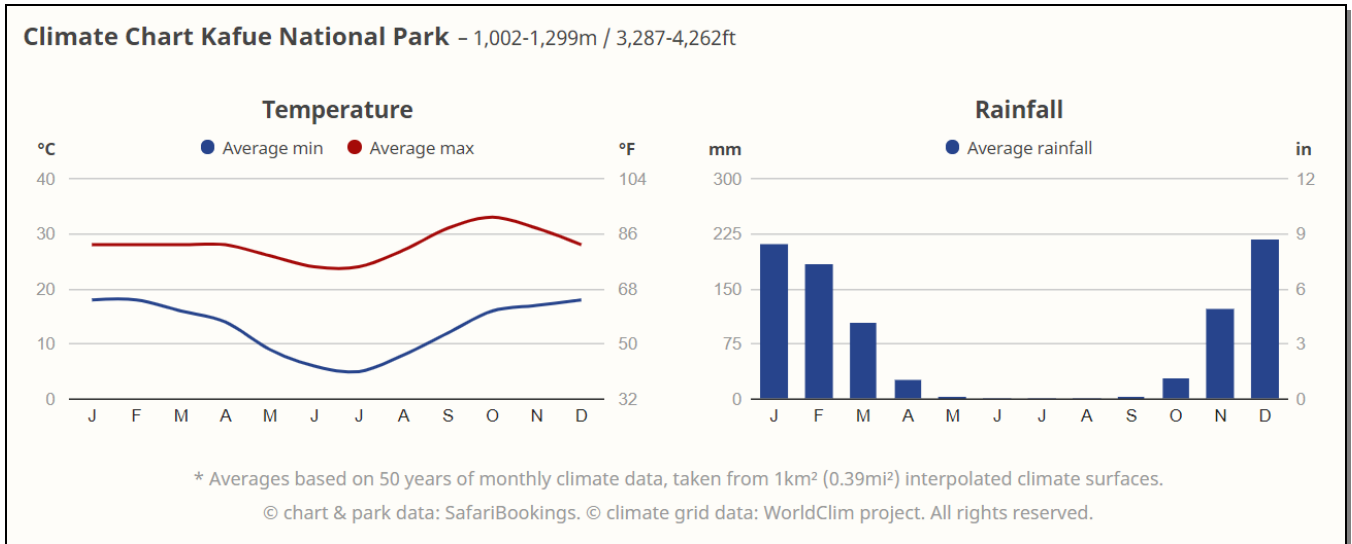 Climate Chart Kafue National Park – 1,002-1,299m / 3,287-4,262ft
Temperature
°C
Average min
Average max
°F
40
104
30
86
20
68
10
50
0
32
J F M A M J J A S O N D
Rainfall
mm
Average rainfall
in
300
12
225
9
150
6
75
3
0
0
J F M A M J J A S O N D
* Averages based on 50 years of monthly climate data, taken from 1km² (0.39mi²) interpolated climate surfaces.
© chart & park data: SafariBookings. © climate grid data: WorldClim project. All rights reserved.